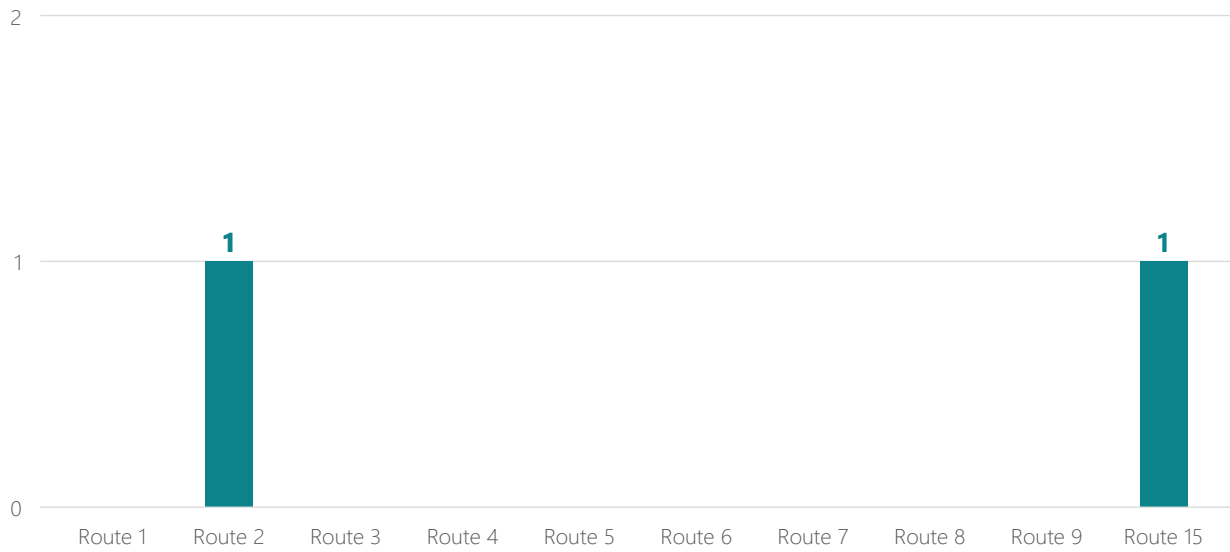 2
1
1
1
0
Route 1
Route 2
Route 3
Route 4
Route 5
Route 6
Route 7
Route 8
Route 9
Route 15